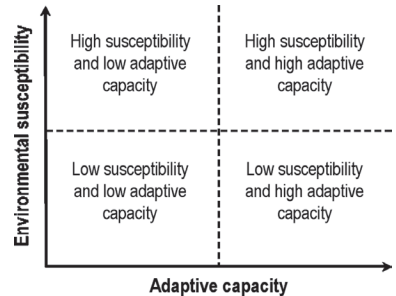 Environmental susceptibility
High susceptibility
and low adaptive
capacity
High susceptibility
and high adaptive
capacity
Low susceptibility
and low adaptive
capacity
Low susceptibility
and high adaptive
capacity
Adaptive capacity